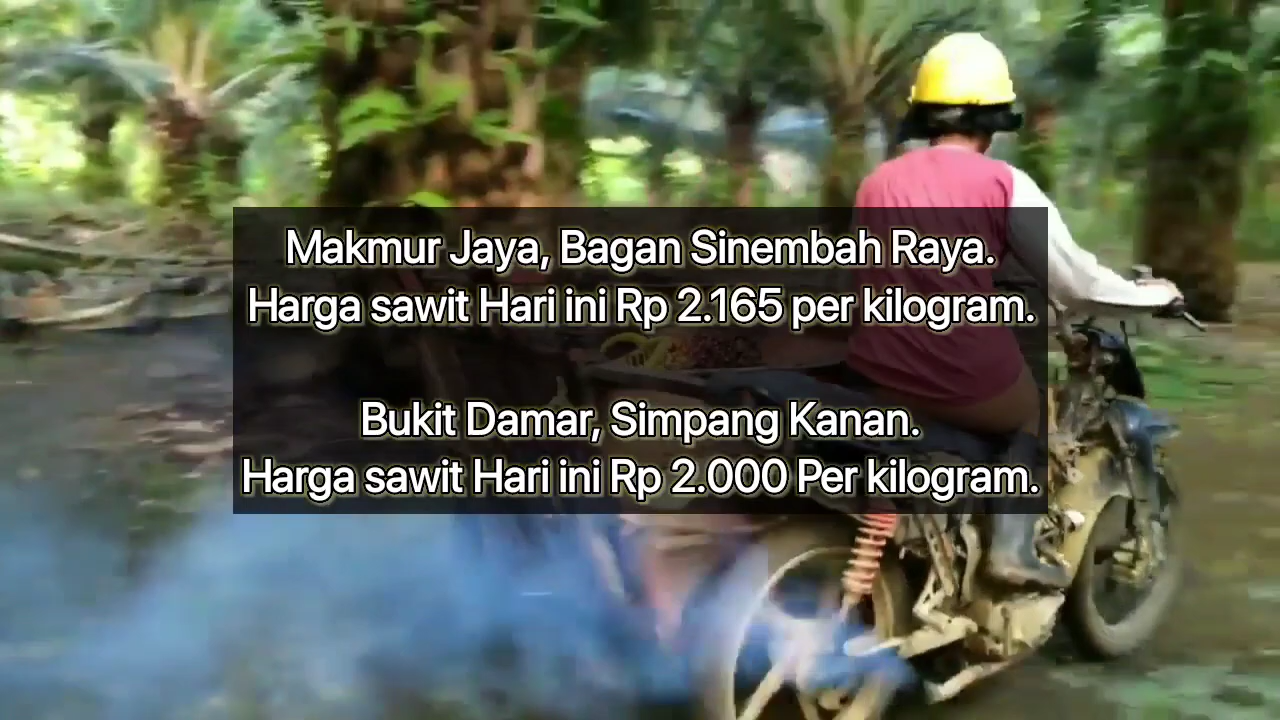 Makmur Jaya, Bagan Sinembah Raya.
Harga sawit Hari ini Rp 2.165 per kilogram.
Bukit Damar, Simpang Kanan.
Harga sawit Hari ini Rp 2.000 Per kilogram.